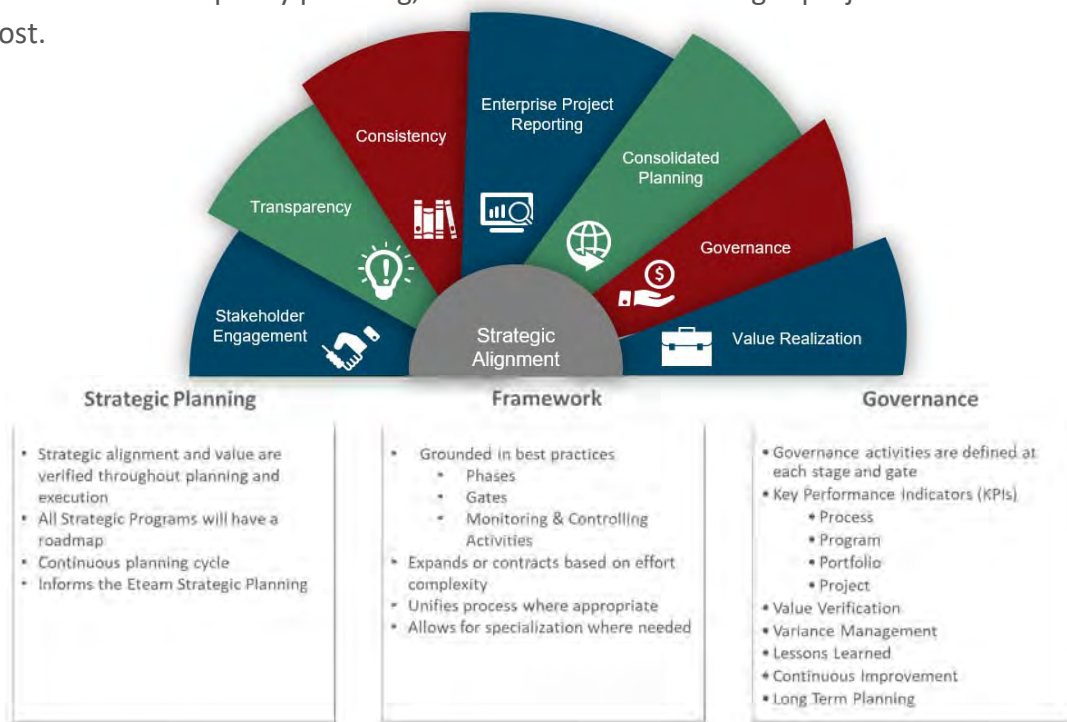 ost.
Enterprise Project
Reporting
Consistency
Consolidated
Planning
Transparency
Governance
Stakeholder
Engagement
Strategic
Alignment
Value Realization
Strategic Planning
• Strategic alignment and value are
verified throughout planning and
execution
• All Strategic Programs will have a
roadmap
• Continuous planning cycle
• Informs the Eteam Strategic Planning
Framework
• Grounded in best practices
• Phases
• Gates
• Monitoring & Controlling
Activities
• Expands or contracts based on effort
complexity
• Unifies process where appropriate
• Allows for specialization where needed
Governance
• Governance activities are defined at
each stage and gate
• Key Performance Indicators (KPIs)
• Process
• Program
• Portfolio
• Project
• Value Verification
• Variance Management
• Lessons Learned
• Continuous Improvement
• Long Term Planning